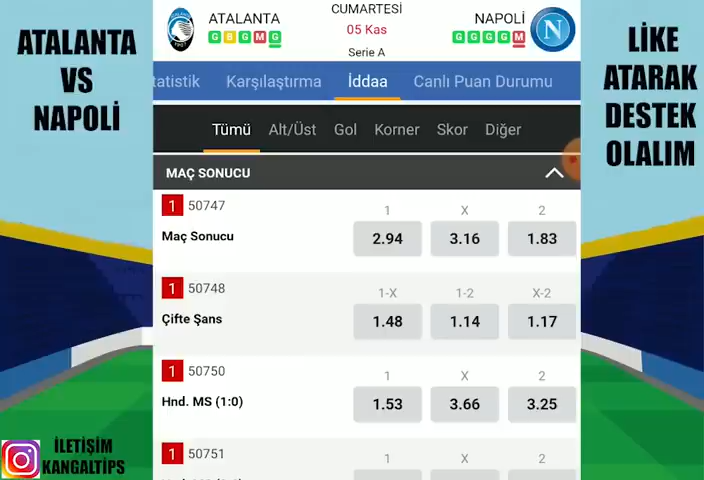 ATALANTA
VS
NAPOLİ
ATALANTA
G B G M G
CUMARTESİ
05 Kas
Serie A
NAPOLİ
G G G G M
LİKE
ATARAK
DESTEK
OLALIM
tatistik Karşılaştırma İddaa Canlı Puan Durumu
Tümü Alt/Üst Gol Korner Skor Diğer
MAÇ SONUCU
1 50747
1 X 2
Maç Sonucu 2.94 3.16 1.83
1 50748
1-X 1-2 X-2
Çifte Şans 1.48 1.14 1.17
1 50750
1 X 2
Hnd. MS (1:0) 1.53 3.66 3.25
1 50751
1 X 2
İLETİŞİM
KANGALTİPS